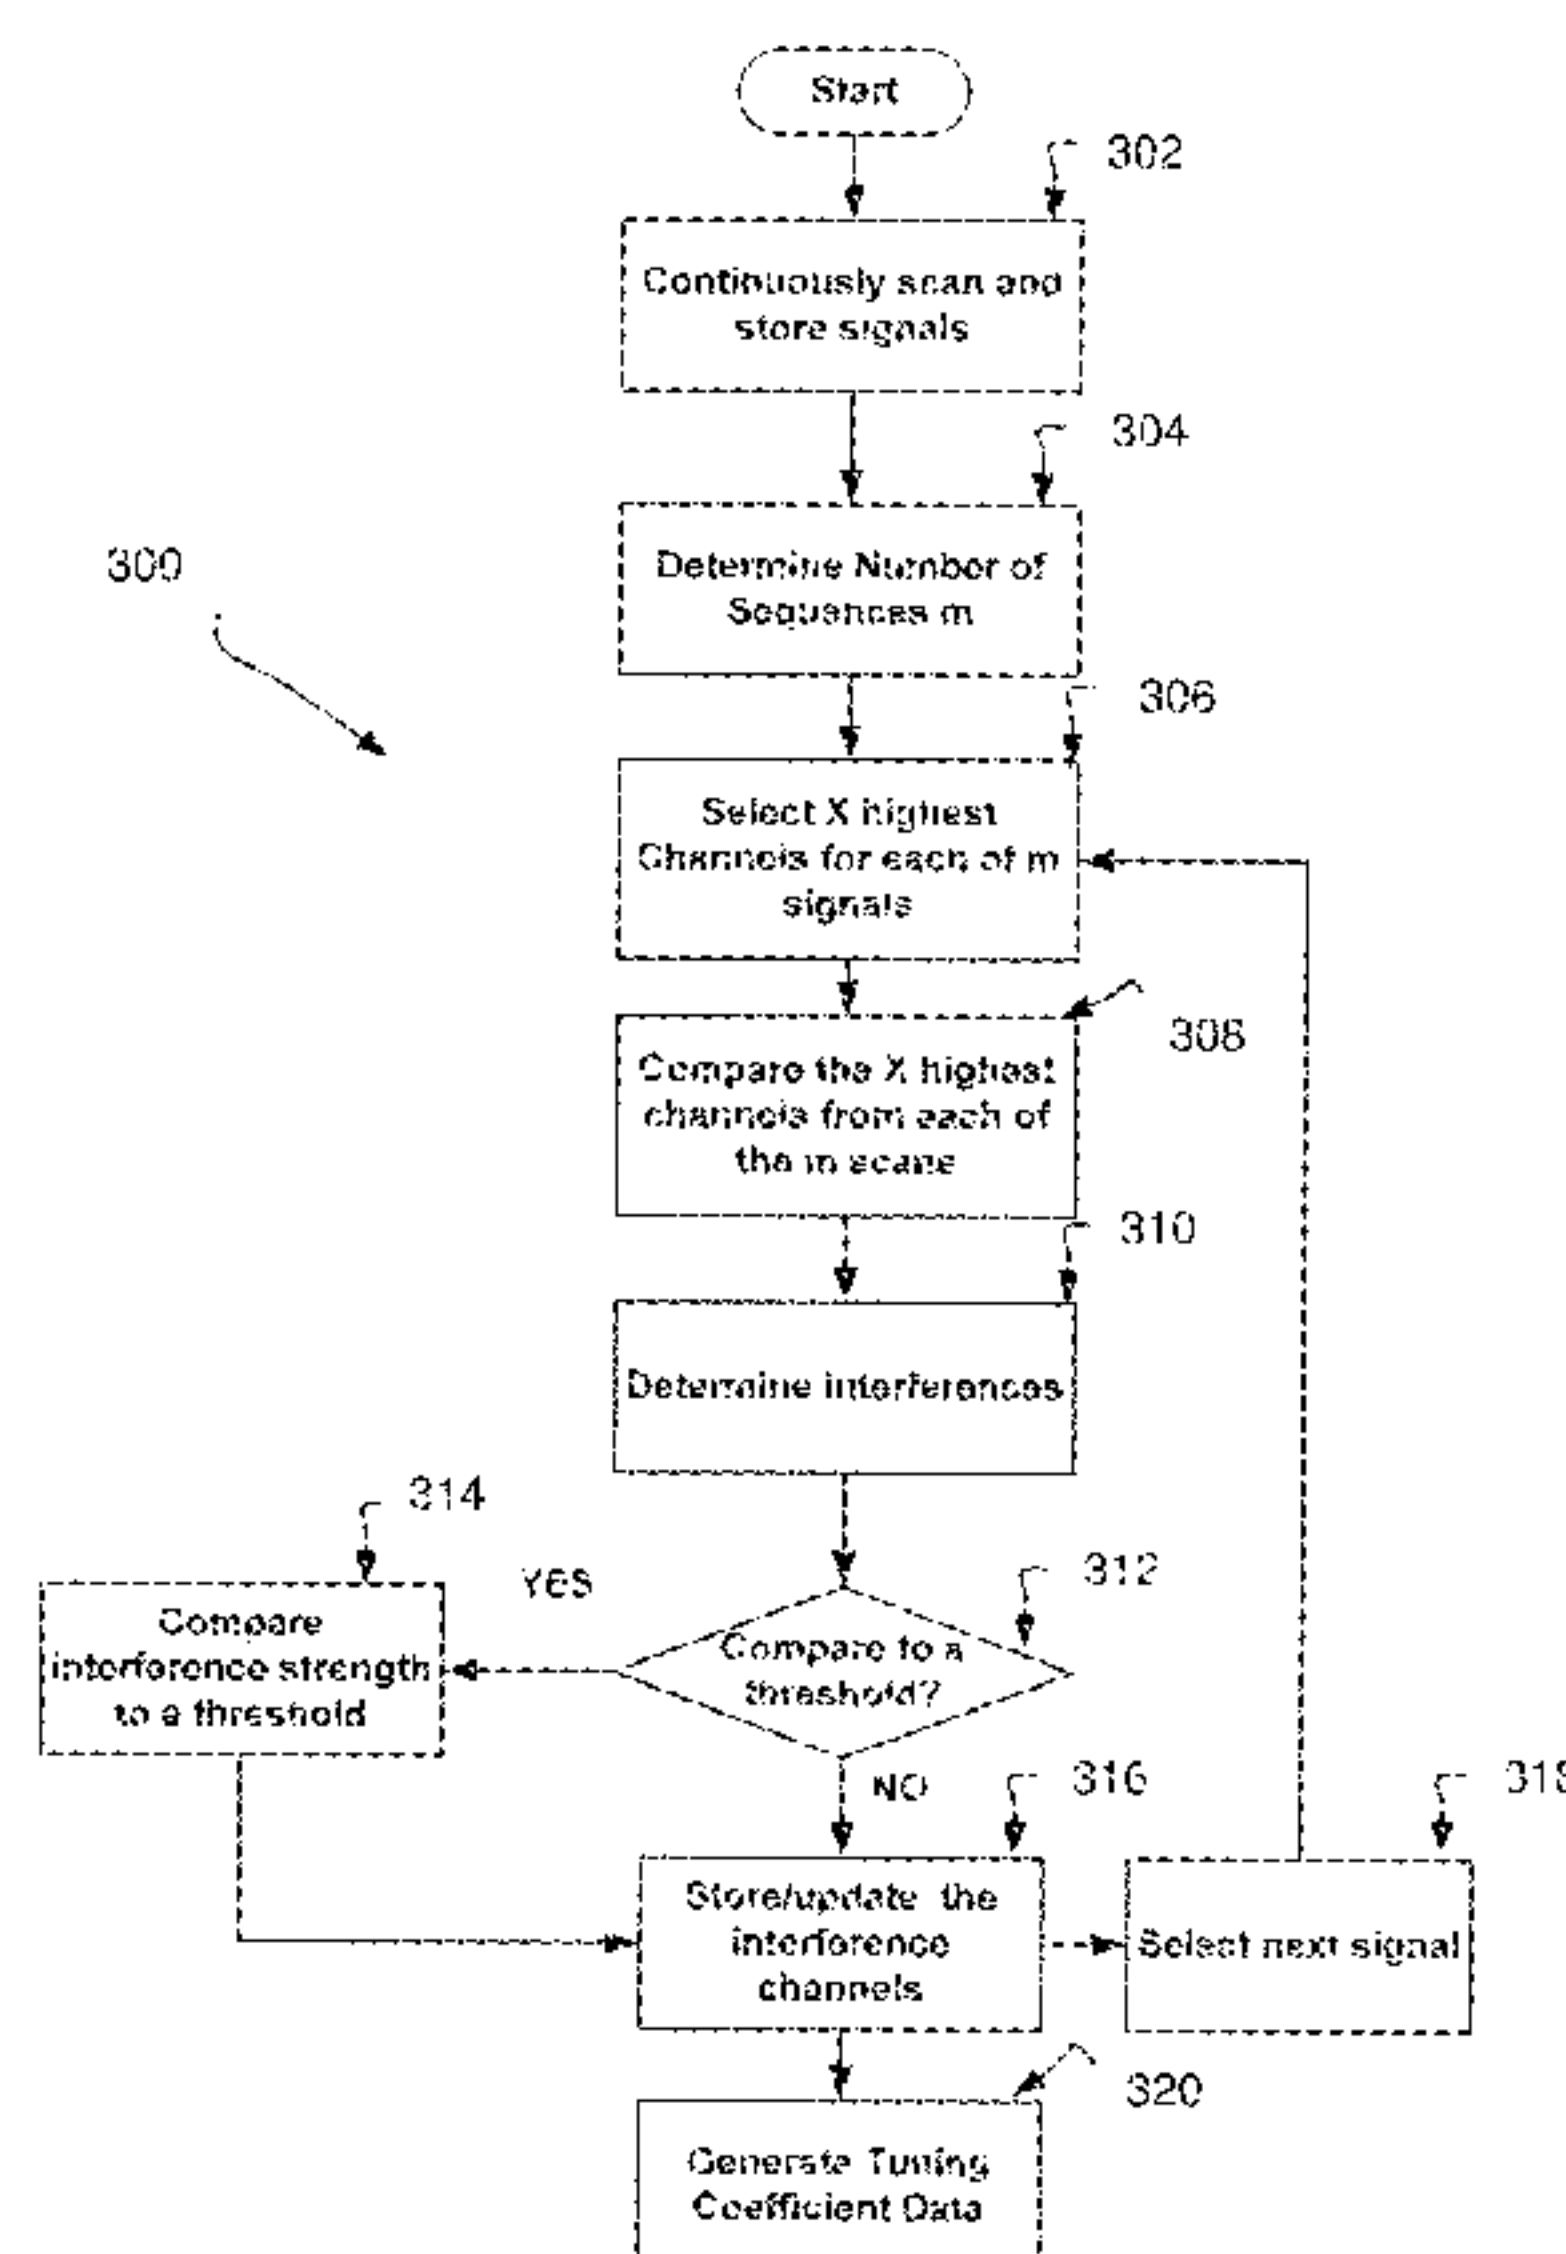 Start
302
Continuously scan and
store signals
304
Determine Number of
Sequences m
300
306
Select X highest
Channels for each of m
signals
308
Compare the X highest
channels from each of
the m scans
310
Determine interferences
314
Compare
interference strength
to a threshold
YES
312
Compare to a
threshold?
NO
316
318
Store/update the
interference
channels
Select next signal
320
Generate Tuning
Coefficient Data